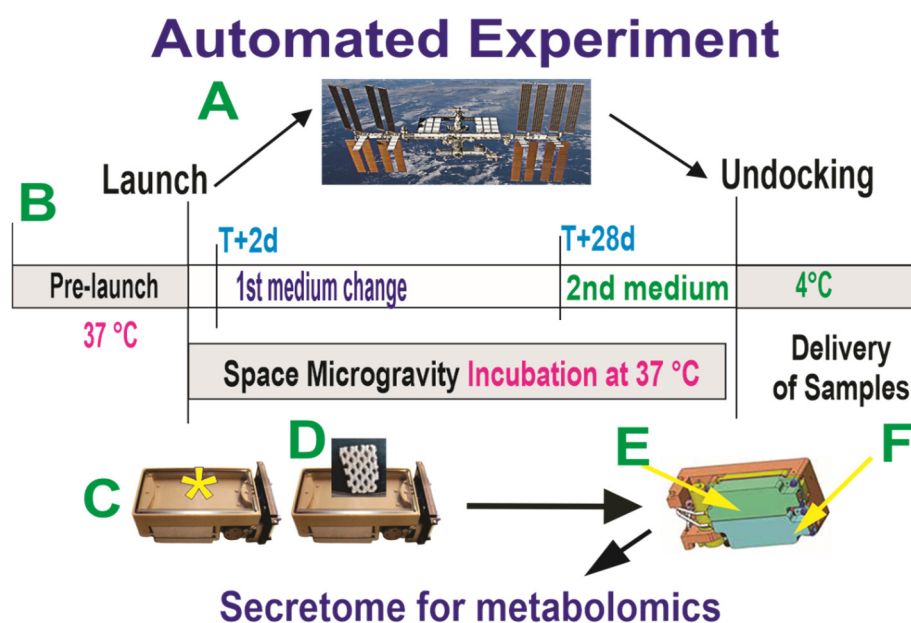 Automated Experiment
A
Launch
Undocking
B
T+2d
T+28d
Pre-launch
1st medium change
2nd medium
4°C
37 °C
Space Microgravity Incubation at 37 °C
Delivery
of Samples
C
*
D
E
F
Secretome for metabolomics